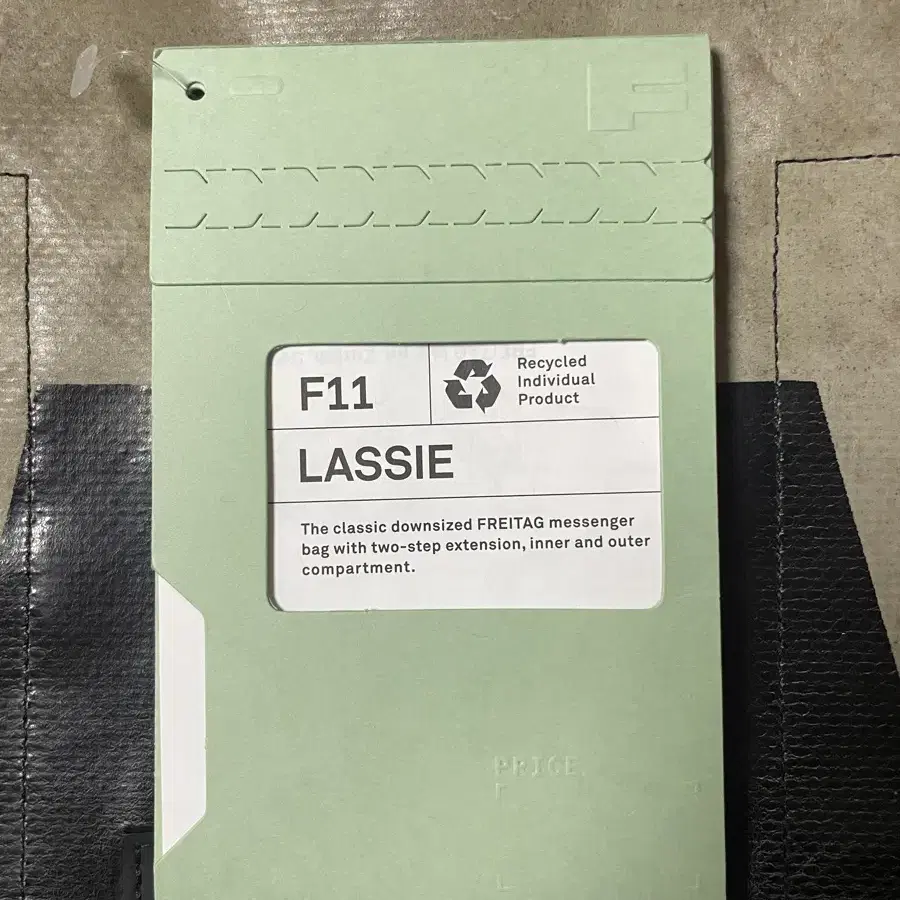 F
F11
Recycled
Individual
Product
LASSIE
The classic downsized FREITAG messenger
bag with two-step extension, inner and outer
compartment.
PRICE